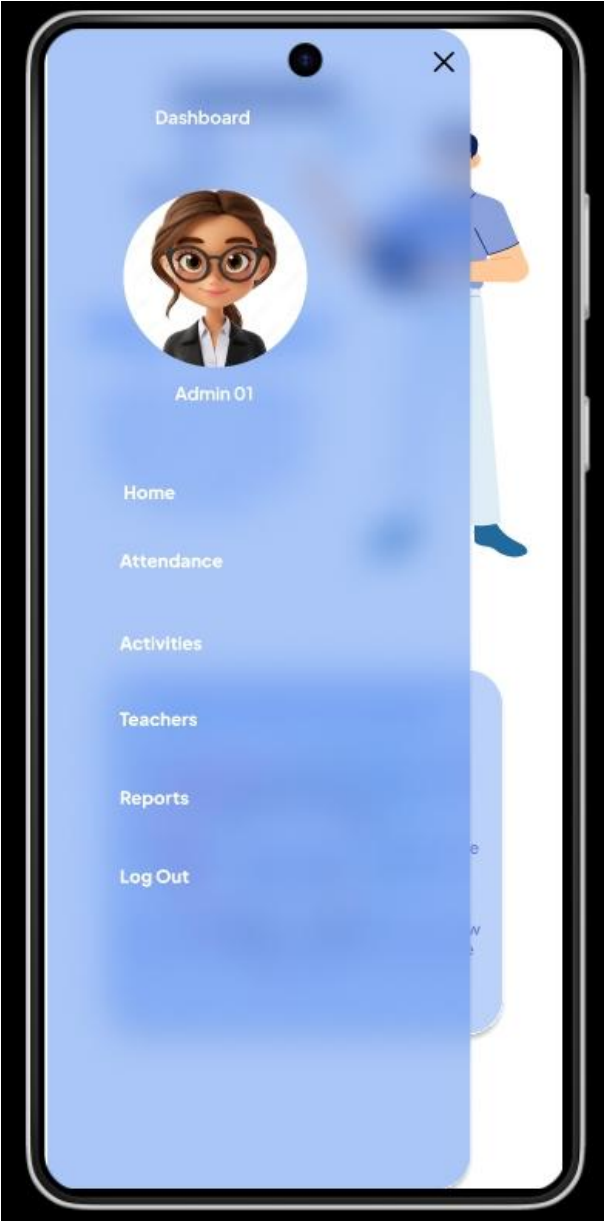 Dashboard
Admin 01
Home
Attendance
Activities
Teachers
Reports
Log Out